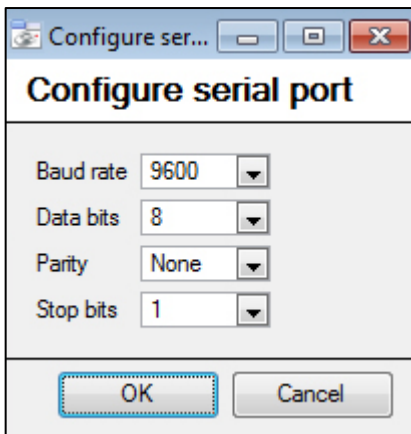 Configure ser...
Configure serial port
Baud rate 9600
Data bits 8
Parity None
Stop bits 1
OK Cancel